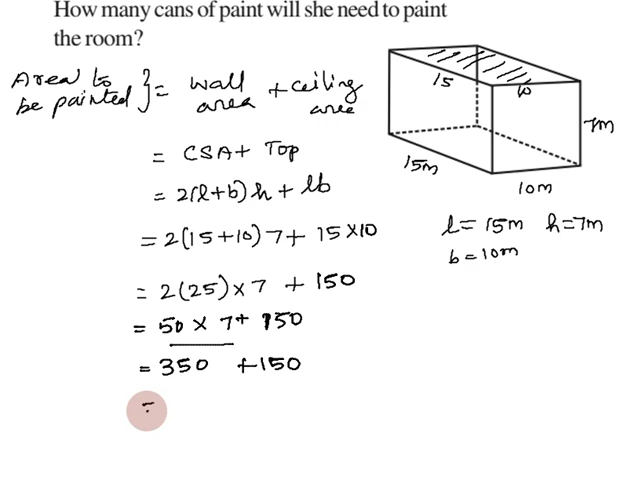 How many cans of paint will she need to paint
the room?
Area to be painted } = wall area + ceiling area
= CSA + Top
= 2(l+b)h + lb
= 2(15+10)7 + 15×10
= 2(25)×7 + 150
= 50 × 7 + 150
= 350 + 150
=
15
10
7m
15m
10m
l = 15m h = 7m
b = 10m